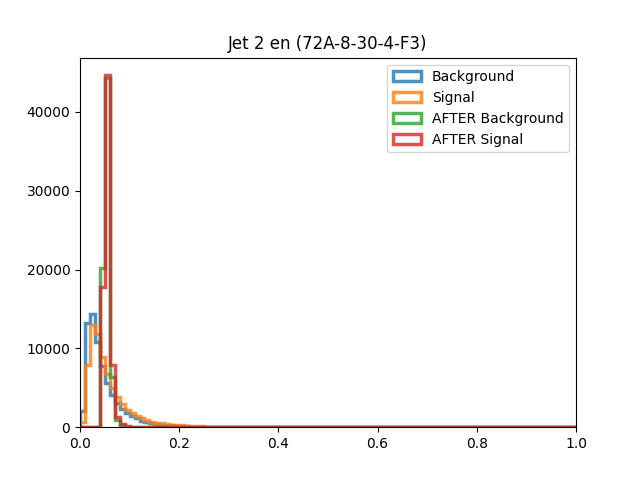 Jet 2 en (72A-8-30-4-F3)
Background
Signal
AFTER Background
AFTER Signal
40000
30000
20000
10000
0
0.0 0.2 0.4 0.6 0.8 1.0